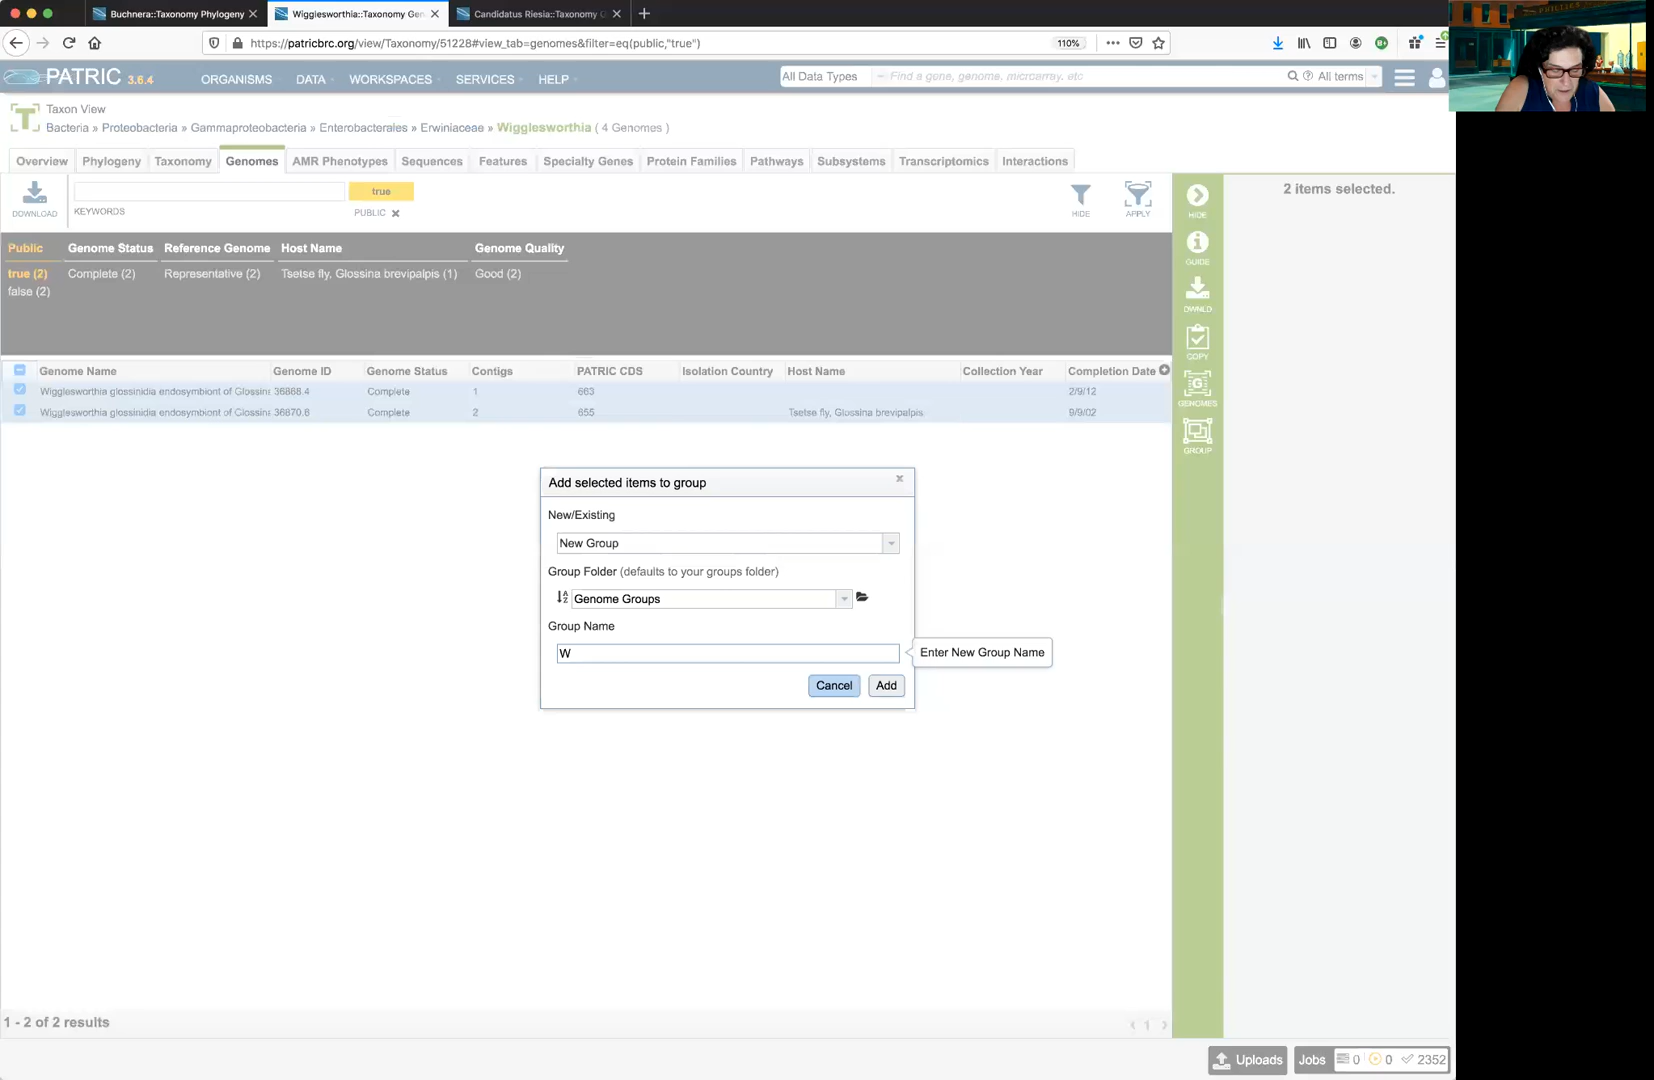 Buchnera::Taxonomy Phylogeny
Wigglesworthia::Taxonomy Gen
Candidatus Riesia::Taxonomy
https://patricbrc.org/view/Taxonomy/51228#view_tab=genomes&filter=eq(public,"true")
110%
PATRIC 3.6.4
ORGANISMS
DATA
WORKSPACES
SERVICES
HELP
All Data Types
Find a gene, genome, microarray, etc
All terms
Taxon View
Bacteria » Proteobacteria » Gammaproteobacteria » Enterobacterales » Erwiniaceae » Wigglesworthia ( 4 Genomes )
Overview
Phylogeny
Taxonomy
Genomes
AMR Phenotypes
Sequences
Features
Specialty Genes
Protein Families
Pathways
Subsystems
Transcriptomics
Interactions
DOWNLOAD
KEYWORDS
true
PUBLIC
HIDE
APPLY
HIDE
GUIDE
DWNLD
COPY
GENOMES
GROUP
2 items selected.
Public Genome Status Reference Genome Host Name Genome Quality
true (2) Complete (2) Representative (2) Tsetse fly, Glossina brevipalpis (1) Good (2)
false (2)
Genome Name Genome ID Genome Status Contigs PATRIC CDS Isolation Country Host Name Collection Year Completion Date
Wigglesworthia glossinidia endosymbiont of Glossina 36868.4 Complete 1 663 2/9/12
Wigglesworthia glossinidia endosymbiont of Glossina 36870.6 Complete 2 655 Tsetse fly, Glossina brevipalpis 9/9/02
Add selected items to group
New/Existing
New Group
Group Folder (defaults to your groups folder)
Genome Groups
Group Name
W
Enter New Group Name
Cancel
Add
1 - 2 of 2 results
1
Uploads
Jobs
0
0
2352